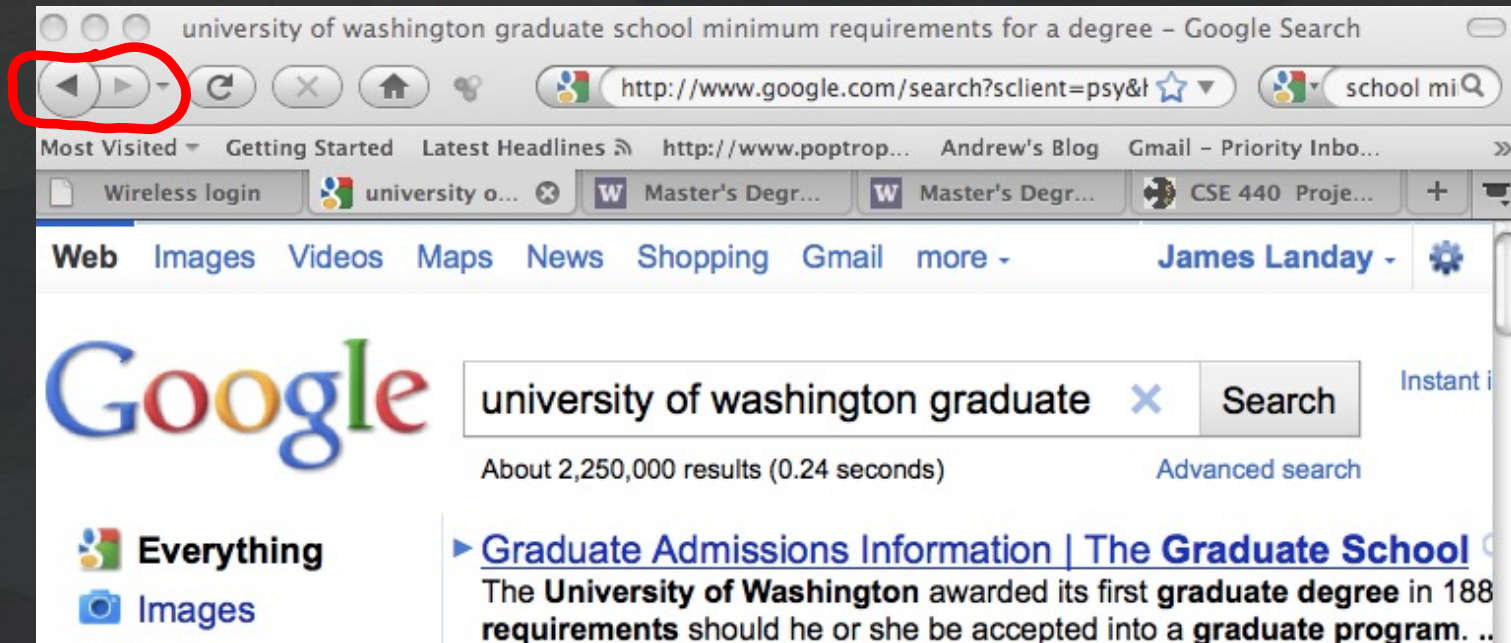 university of washington graduate school minimum requirements for a degree – Google Search
http://www.google.com/search?sclient=psy& school mi
Most Visited Getting Started Latest Headlines http://www.poptrop... Andrew's Blog Gmail – Priority Inbo... »
Wireless login university o... W Master's Degr... W Master's Degr... CSE 440 Proje... +
Web Images Videos Maps News Shopping Gmail more - James Landay -
Google
university of washington graduate × Search Instant i
About 2,250,000 results (0.24 seconds) Advanced search
Everything Graduate Admissions Information | The Graduate School
The University of Washington awarded its first graduate degree in 188
Images requirements should he or she be accepted into a graduate program. ..